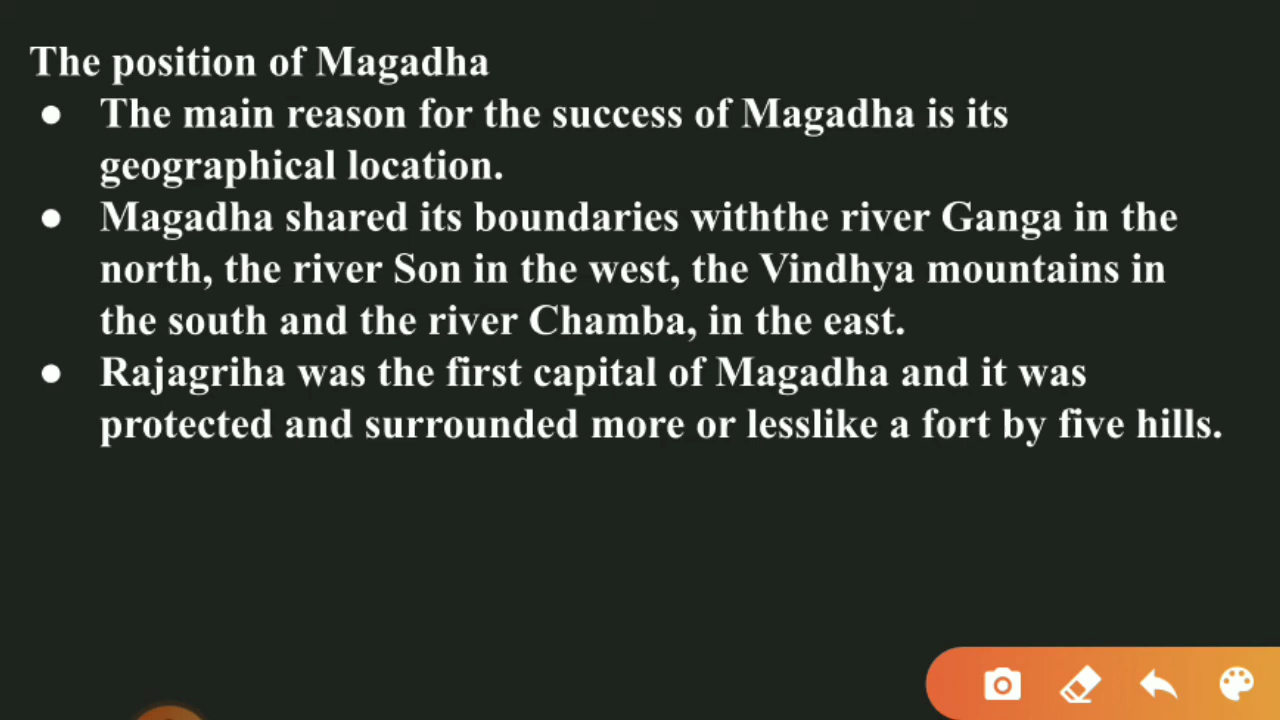 The position of Magadha
● The main reason for the success of Magadha is its
geographical location.
● Magadha shared its boundaries withthe river Ganga in the
north, the river Son in the west, the Vindhya mountains in
the south and the river Chamba, in the east.
● Rajagriha was the first capital of Magadha and it was
protected and surrounded more or lesslike a fort by five hills.